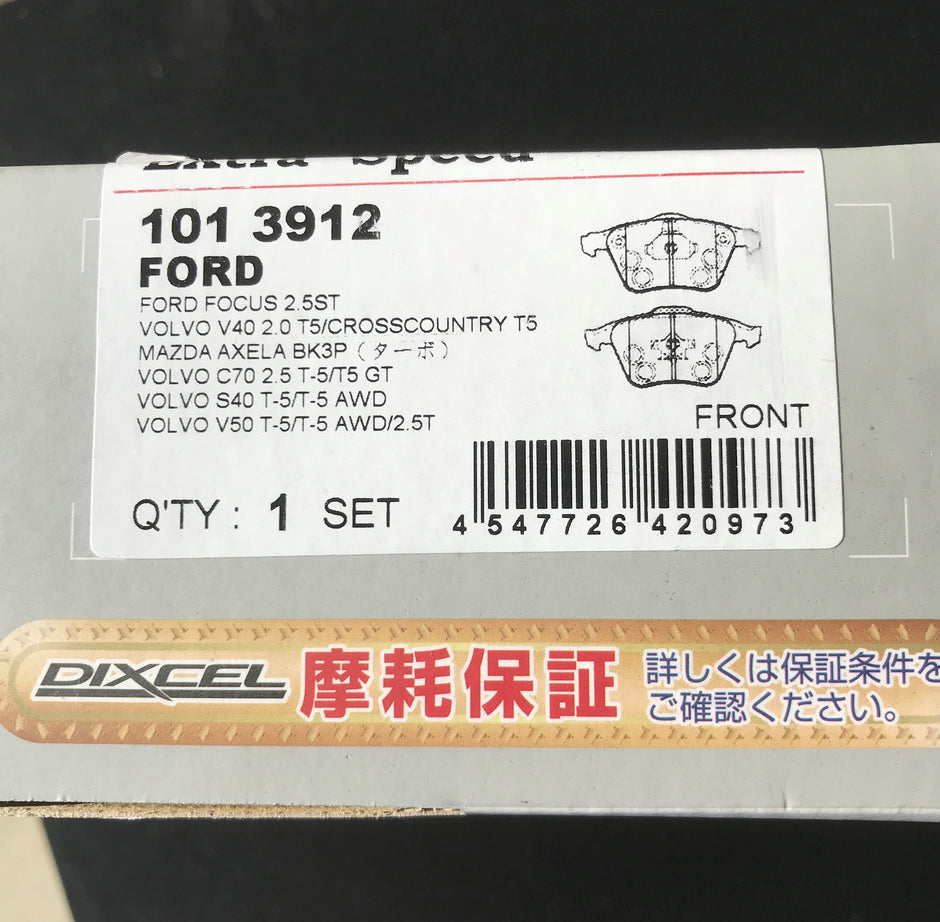 Extra Speed
101 3912
FORD
FORD FOCUS 2.5ST
VOLVO V40 2.0 T5/CROSSCOUNTRY T5
MAZDA AXELA BK3P（ターボ）
VOLVO C70 2.5 T-5/T5 GT
VOLVO S40 T-5/T-5 AWD
VOLVO V50 T-5/T-5 AWD/2.5T
FRONT
Q'TY : 1 SET
4 547726 420973
DIXCEL 摩耗保証
詳しくは保証条件を
ご確認ください。